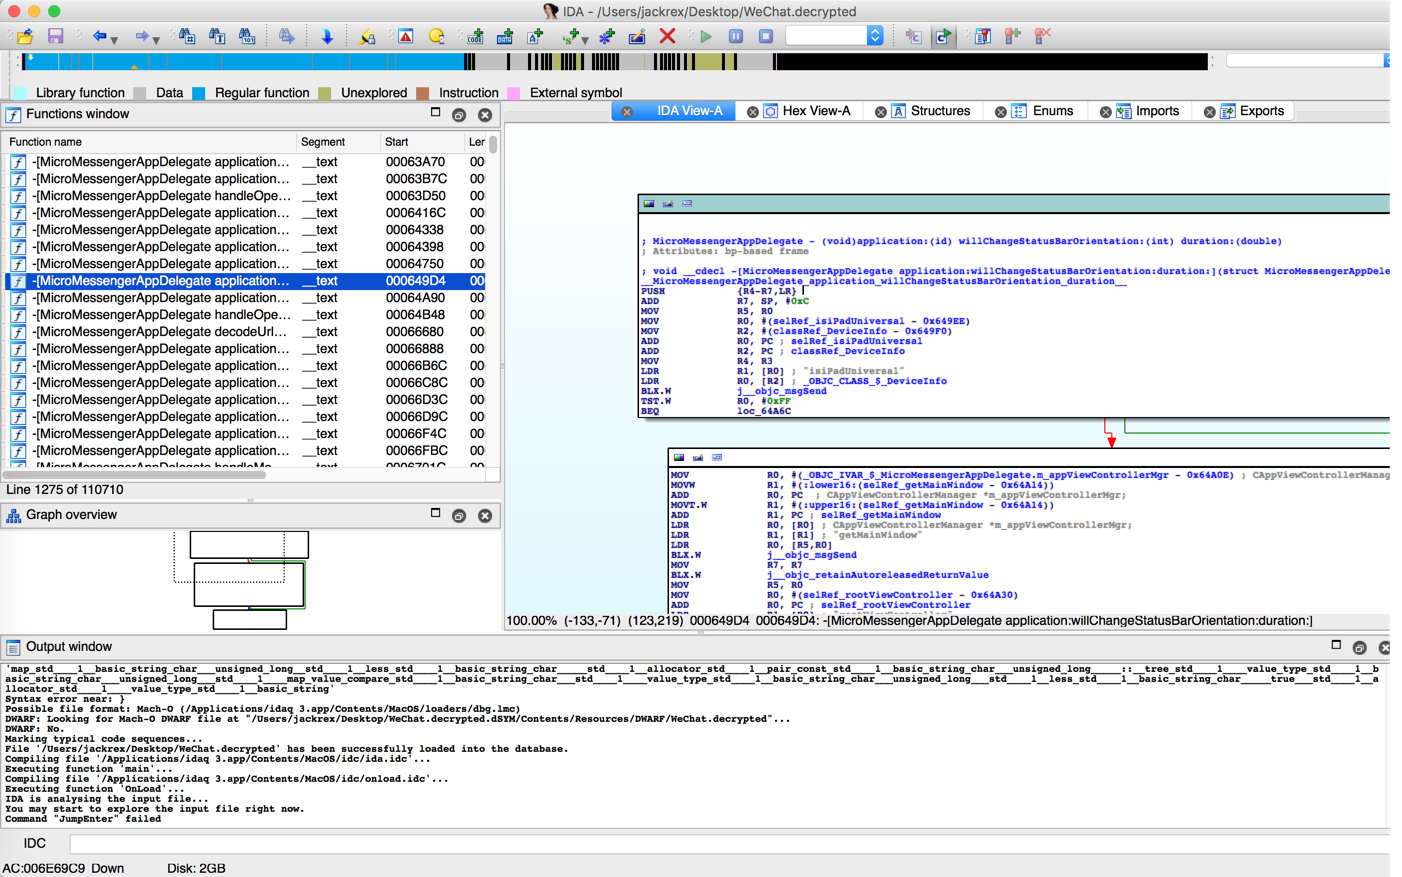 IDA - /Users/jackrex/Desktop/WeChat.decrypted
Library function Data Regular function Unexplored Instruction External symbol
Functions window
Function name Segment Start Ler
-[MicroMessengerAppDelegate application... __text 00063A70 00
-[MicroMessengerAppDelegate application... __text 00063B7C 00
-[MicroMessengerAppDelegate handleOpe... __text 00063D50 00
-[MicroMessengerAppDelegate application... __text 0006416C 00
-[MicroMessengerAppDelegate application... __text 00064338 00
-[MicroMessengerAppDelegate application... __text 00064398 00
-[MicroMessengerAppDelegate application... __text 00064750 00
-[MicroMessengerAppDelegate application... __text 000649D4 00
-[MicroMessengerAppDelegate application... __text 00064A90 00
-[MicroMessengerAppDelegate handleOpe... __text 00064B48 00
-[MicroMessengerAppDelegate decodeUrl... __text 00066680 00
-[MicroMessengerAppDelegate application... __text 00066888 00
-[MicroMessengerAppDelegate application... __text 00066B6C 00
-[MicroMessengerAppDelegate application... __text 00066C8C 00
-[MicroMessengerAppDelegate application... __text 00066D3C 00
-[MicroMessengerAppDelegate application... __text 00066D9C 00
-[MicroMessengerAppDelegate application... __text 00066F4C 00
-[MicroMessengerAppDelegate application... __text 00066FBC 00
Line 1275 of 110710
Graph overview
IDA View-A Hex View-A Structures Enums Imports Exports
; MicroMessengerAppDelegate - (void)application:(id) willChangeStatusBarOrientation:(int) duration:(double)
; Attributes: bp-based frame
; void __cdecl -[MicroMessengerAppDelegate application:willChangeStatusBarOrientation:duration:](struct MicroMessengerAppDele
__MicroMessengerAppDelegate_application_willChangeStatusBarOrientation_duration__
PUSH {R4-R7,LR}
ADD R7, SP, #0xC
MOV R5, R0
MOV R0, #(selRef_isiPadUniversal - 0x649EE)
MOV R2, #(classRef_DeviceInfo - 0x649F0)
ADD R0, PC ; selRef_isiPadUniversal
ADD R2, PC ; classRef_DeviceInfo
MOV R4, R3
LDR R1, [R0] ; "isiPadUniversal"
LDR R0, [R2] ; _OBJC_CLASS_$_DeviceInfo
BLX.W j__objc_msgSend
TST.W R0, #0xFF
BEQ loc_64A6C
MOV R0, #(_OBJC_IVAR_$_MicroMessengerAppDelegate.m_appViewControllerMgr - 0x64A0E) ; CAppViewControllerManag
MOVW R1, #(:lower16:(selRef_getMainWindow - 0x64A14))
ADD R0, PC ; CAppViewControllerManager *m_appViewControllerMgr;
MOVT.W R1, #(:upper16:(selRef_getMainWindow - 0x64A14))
ADD R1, PC ; selRef_getMainWindow
LDR R0, [R0] ; CAppViewControllerManager *m_appViewControllerMgr;
LDR R1, [R1] ; "getMainWindow"
LDR R0, [R5,R0]
BLX.W j__objc_msgSend
MOV R7, R7
BLX.W j__objc_retainAutoreleasedReturnValue
MOV R5, R0
MOV R0, #(selRef_rootViewController - 0x64A30)
ADD R0, PC ; selRef_rootViewController
100.00% (-133,-71) (123,219) 000649D4 000649D4: -[MicroMessengerAppDelegate application:willChangeStatusBarOrientation:duration:]
Output window
'map_std____1__basic_string_char___unsigned_long__std____1__less_std____1__basic_string_char_____std____1__allocator_std____1__pair_const_std____1__basic_string_char___unsigned_long_____::__tree_std____1____value_type_std____1__b
asic_string_char___unsigned_long___std____1____map_value_compare_std____1__basic_string_char___std____1____value_type_std____1__basic_string_char___unsigned_long___std____1__less_std____1__basic_string_char_____true___std____1__a
llocator_std____1____value_type_std____1__basic_string'
Syntax error near: }
Possible file format: Mach-O (/Applications/idaq 3.app/Contents/MacOS/loaders/dbg.lmc)
DWARF: Looking for Mach-O DWARF file at "/Users/jackrex/Desktop/WeChat.decrypted.dSYM/Contents/Resources/DWARF/WeChat.decrypted"...
DWARF: No.
Marking typical code sequences...
File '/Users/jackrex/Desktop/WeChat.decrypted' has been successfully loaded into the database.
Compiling file '/Applications/idaq 3.app/Contents/MacOS/idc/ida.idc'...
Executing function 'main'...
Compiling file '/Applications/idaq 3.app/Contents/MacOS/idc/onload.idc'...
Executing function 'OnLoad'...
IDA is analysing the input file...
You may start to explore the input file right now.
Command "JumpEnter" failed
IDC
AC:006E69C9 Down Disk: 2GB